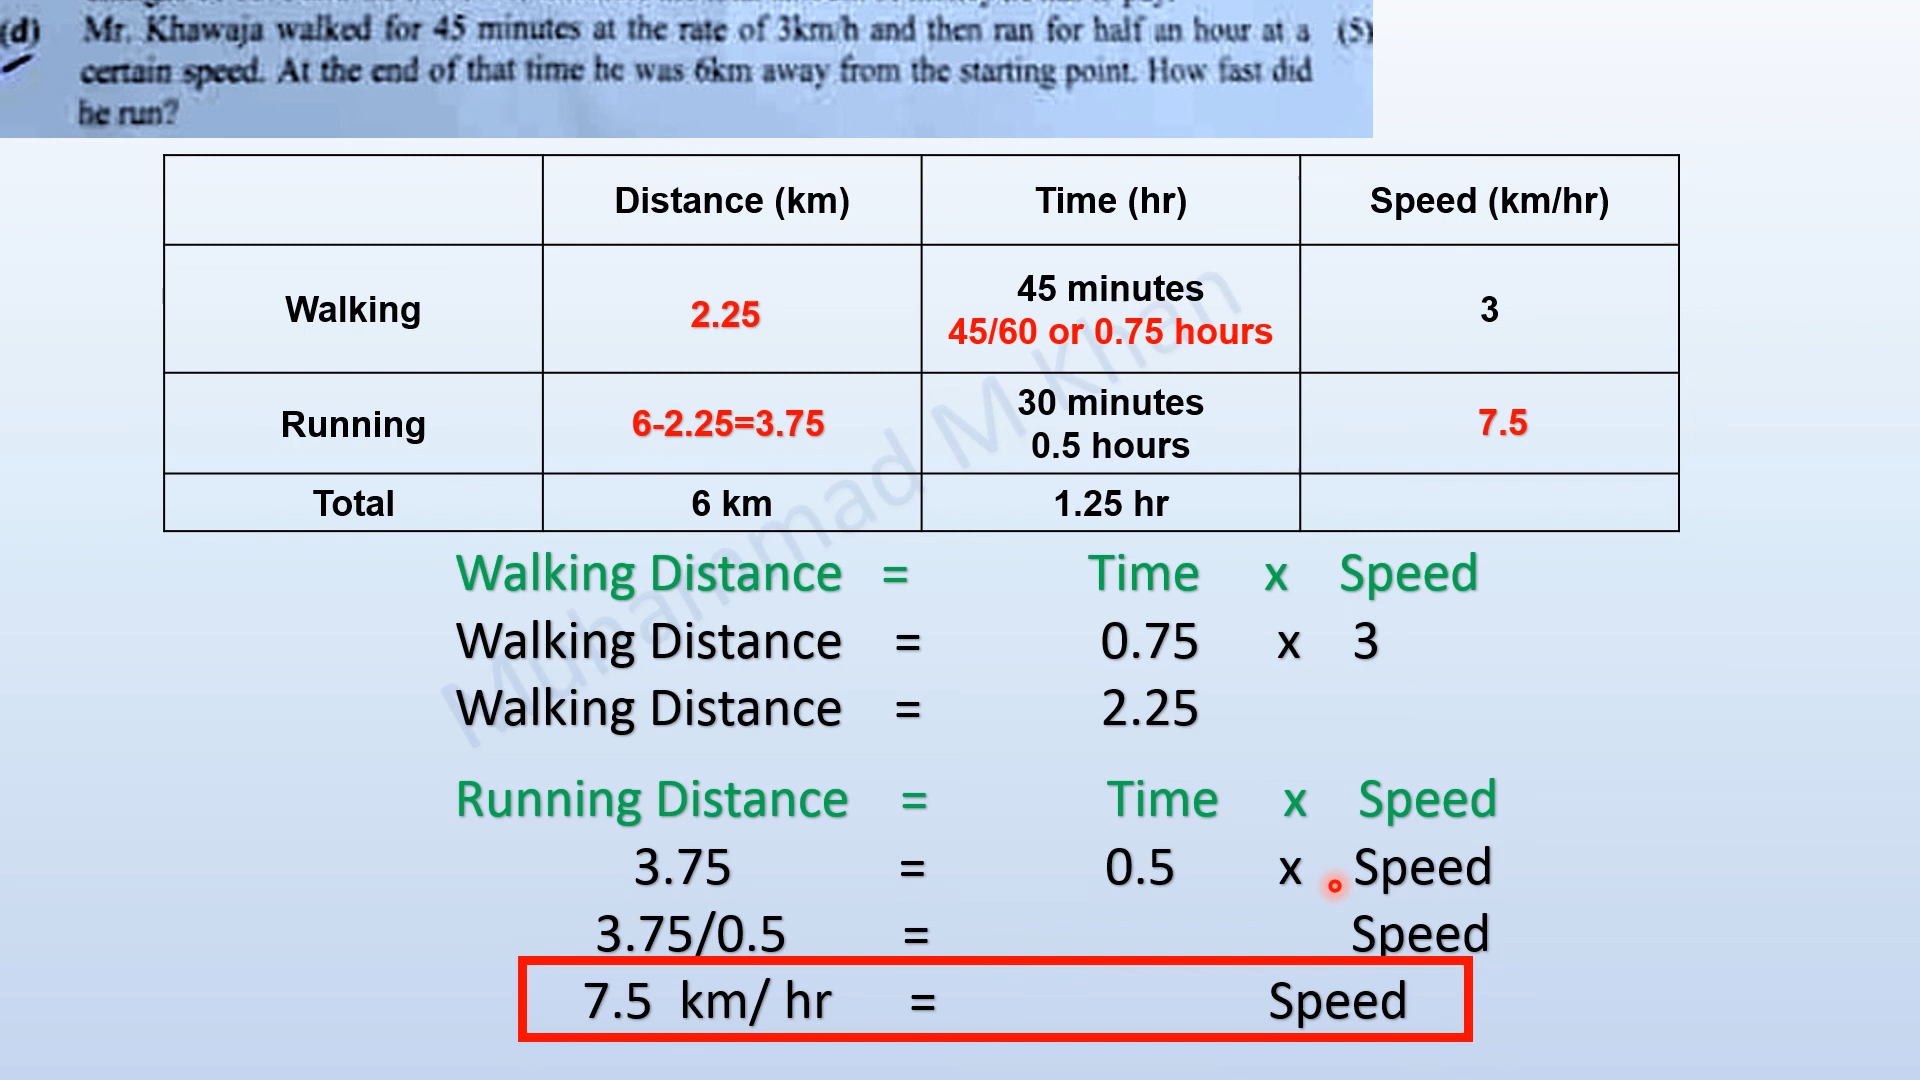 (d) Mr. Khawaja walked for 45 minutes at the rate of 3km/h and then ran for half an hour at a (5)
certain speed. At the end of that time he was 6km away from the starting point. How fast did
he run?
Distance (km) Time (hr) Speed (km/hr)
Walking 2.25 45 minutes 3
45/60 or 0.75 hours
Running 6-2.25=3.75 30 minutes 7.5
0.5 hours
Total 6 km 1.25 hr
Muhammad M Khan
Walking Distance = Time x Speed
Walking Distance = 0.75 x 3
Walking Distance = 2.25
Running Distance = Time x Speed
3.75 = 0.5 x Speed
3.75/0.5 = Speed
7.5 km/ hr = Speed